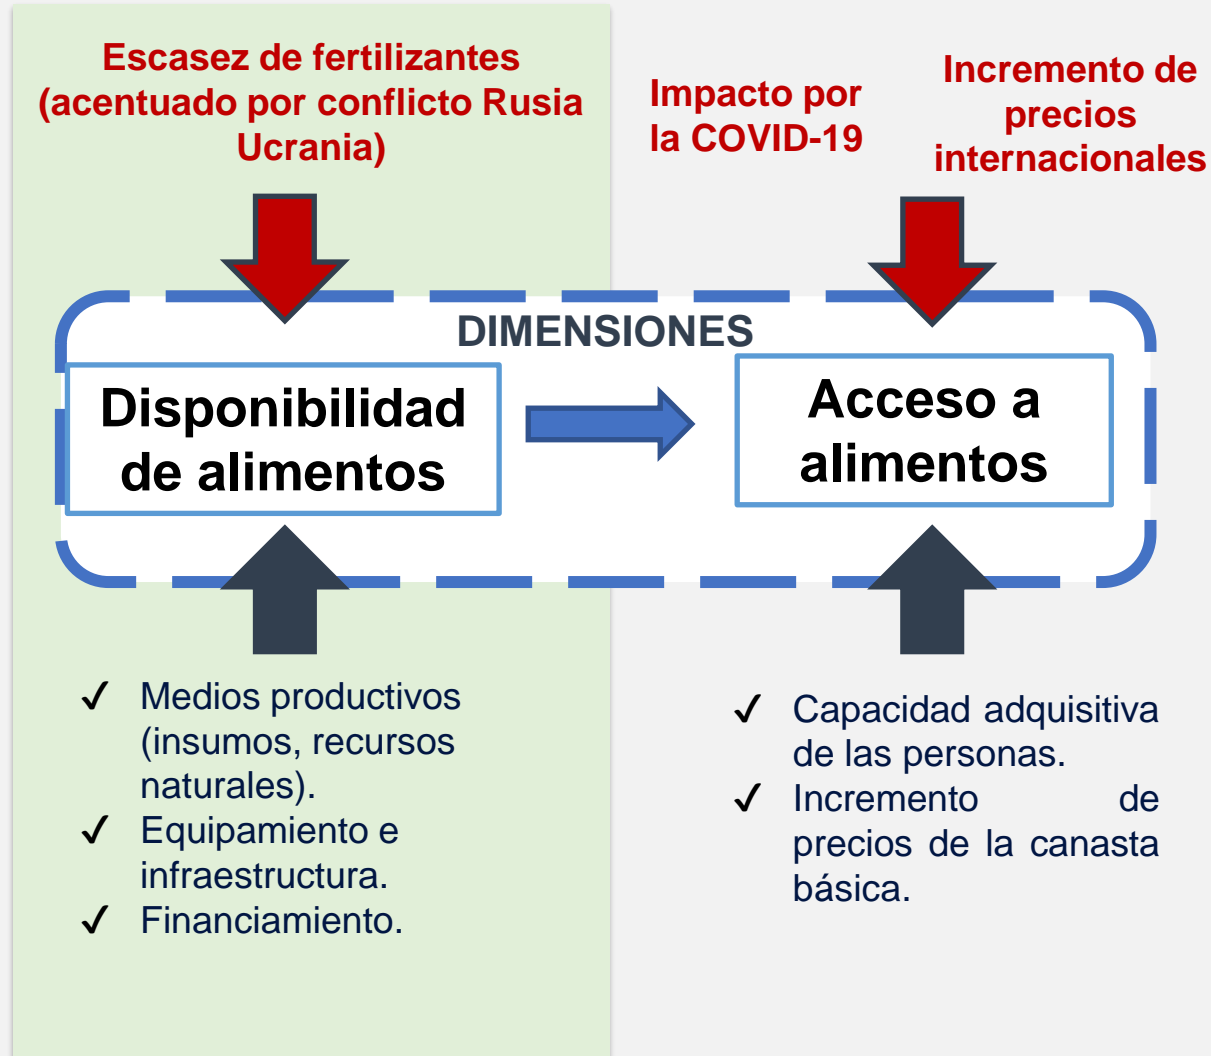 Escasez de fertilizantes
(acentuado por conflicto Rusia
Ucrania)
Impacto por
la COVID-19
Incremento de
precios
internacionales
DIMENSIONES
Disponibilidad
de alimentos
Acceso a
alimentos
✓ Medios productivos
(insumos, recursos
naturales).
✓ Equipamiento e
infraestructura.
✓ Financiamiento.
✓ Capacidad adquisitiva
de las personas.
✓ Incremento de
precios de la canasta
básica.